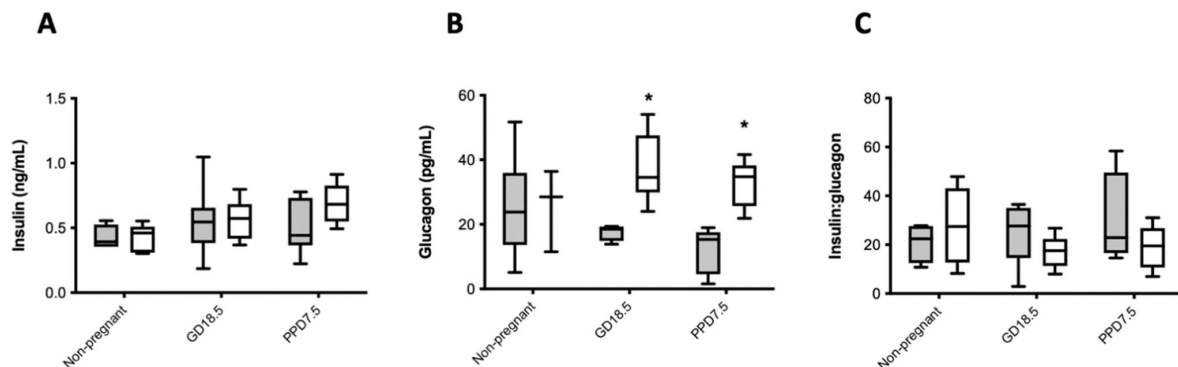 A
B
C
Insulin (ng/mL)
1.5
1.0
0.5
0.0
Non-pregnant
GD18.5
PPD7.5
Glucagon (pg/mL)
60
40
20
0
*
*
Non-pregnant
GD18.5
PPD7.5
Insulin:glucagon
80
60
40
20
0
Non-pregnant
GD18.5
PPD7.5